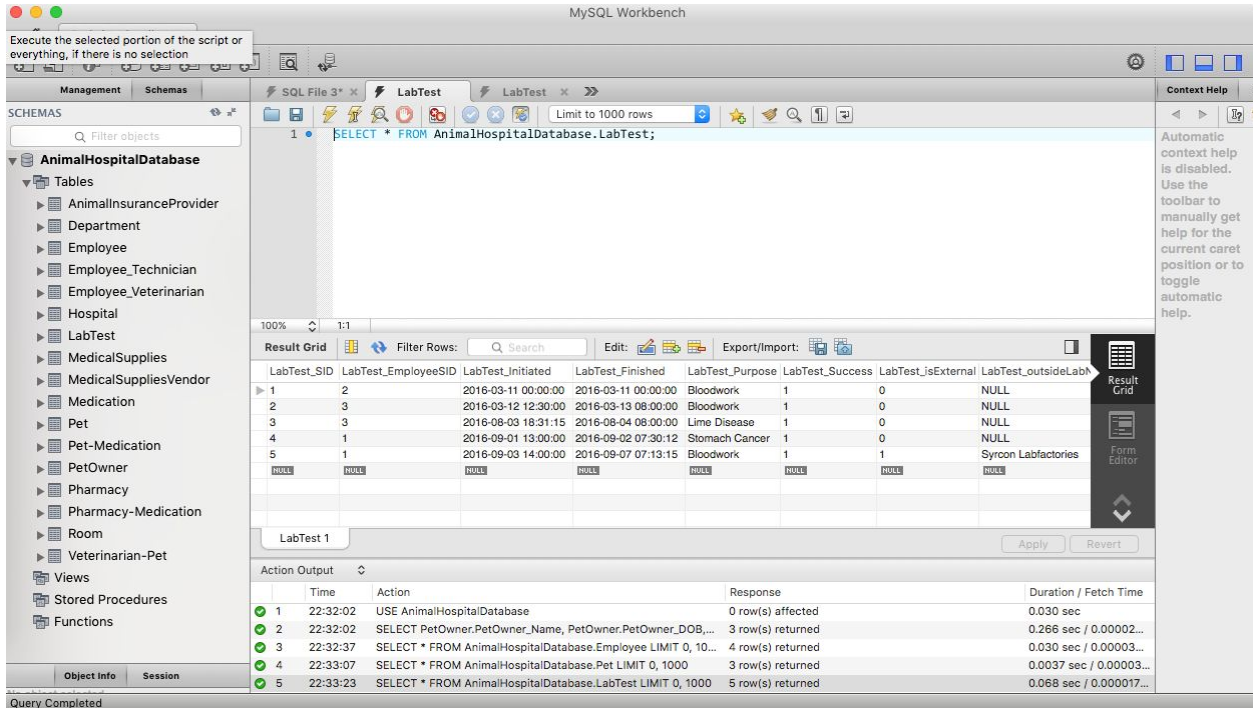 MySQL Workbench
Execute the selected portion of the script or
everything, if there is no selection
Management Schemas
SCHEMAS
Filter objects
AnimalHospitalDatabase
Tables
AnimalInsuranceProvider
Department
Employee
Employee_Technician
Employee_Veterinarian
Hospital
LabTest
MedicalSupplies
MedicalSuppliesVendor
Medication
Pet
Pet-Medication
PetOwner
Pharmacy
Pharmacy-Medication
Room
Veterinarian-Pet
Views
Stored Procedures
Functions
Object Info Session
No object selected
Query Completed
SQL File 3* LabTest LabTest
Limit to 1000 rows
1 SELECT * FROM AnimalHospitalDatabase.LabTest;
100% 1:1
Result Grid Filter Rows: Search Edit: Export/Import:
LabTest_SID LabTest_EmployeeSID LabTest_Initiated LabTest_Finished LabTest_Purpose LabTest_Success LabTest_isExternal LabTest_outsideLabN
1 2 2016-03-11 00:00:00 2016-03-11 00:00:00 Bloodwork 1 0 NULL
2 3 2016-03-12 12:30:00 2016-03-13 08:00:00 Bloodwork 1 0 NULL
3 3 2016-08-03 18:31:15 2016-08-04 08:00:00 Lime Disease 1 0 NULL
4 1 2016-09-01 13:00:00 2016-09-02 07:30:12 Stomach Cancer 1 0 NULL
5 1 2016-09-03 14:00:00 2016-09-07 07:13:15 Bloodwork 1 1 Syrcon Labfactories
NULL NULL NULL NULL NULL NULL NULL NULL
Result
Grid
Form
Editor
LabTest 1
Apply Revert
Action Output
Time Action Response Duration / Fetch Time
1 22:32:02 USE AnimalHospitalDatabase 0 row(s) affected 0.030 sec
2 22:32:02 SELECT PetOwner.PetOwner_Name, PetOwner.PetOwner_DOB,... 3 row(s) returned 0.266 sec / 0.00002...
3 22:32:37 SELECT * FROM AnimalHospitalDatabase.Employee LIMIT 0, 10... 4 row(s) returned 0.030 sec / 0.00003...
4 22:33:07 SELECT * FROM AnimalHospitalDatabase.Pet LIMIT 0, 1000 3 row(s) returned 0.0037 sec / 0.00003...
5 22:33:23 SELECT * FROM AnimalHospitalDatabase.LabTest LIMIT 0, 1000 5 row(s) returned 0.068 sec / 0.000017...
Context Help
Automatic
context help
is disabled.
Use the
toolbar to
manually get
help for the
current caret
position or to
toggle
automatic
help.